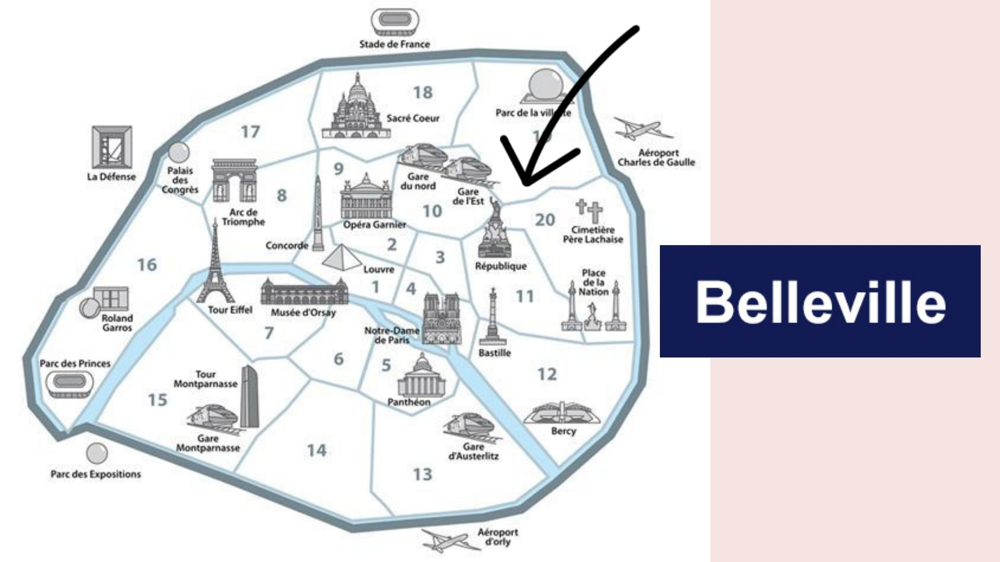 Stade de France
18
Sacré Coeur
17
Parc de la villette
19
Aéroport
Charles de Gaulle
La Défense
Palais
des
Congrès
Arc de
Triomphe
8
9
Opéra Garnier
Gare
du nord
Gare
de l'Est
10
20
Cimetière
Père Lachaise
Concorde
2
3
République
16
Louvre
1
4
11
Place
de la
Nation
Belleville
Tour Eiffel
Musée d'Orsay
Roland
Garros
7
Notre-Dame
de Paris
Bastille
6
5
12
Parc des Princes
Tour
Montparnasse
15
Panthéon
Gare
Montparnasse
Bercy
14
Gare
d'Austerlitz
13
Parc des Expositions
Aéroport
d'orly